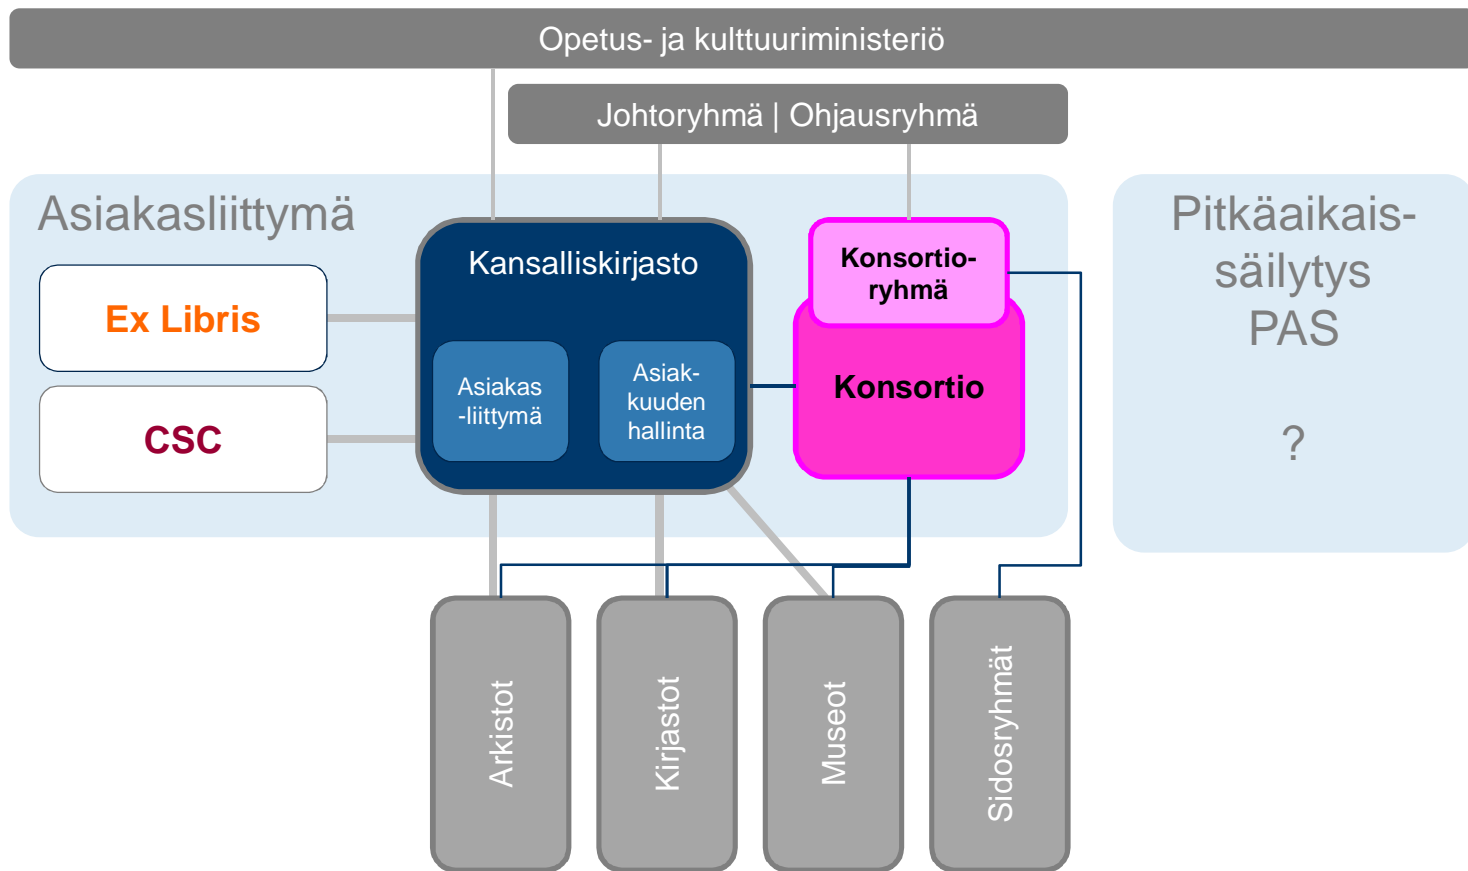 Opetus- ja kulttuuriministeriö
Johtoryhmä | Ohjausryhmä
Asiakasliittymä
Ex Libris
CSC
Kansalliskirjasto
Asiakas
-liittymä
Asiak-
kuuden
hallinta
Konsortio-
ryhmä
Konsortio
Pitkäaikais-
säilytys
PAS
?
Arkistot
Kirjastot
Museot
Sidosryhmät